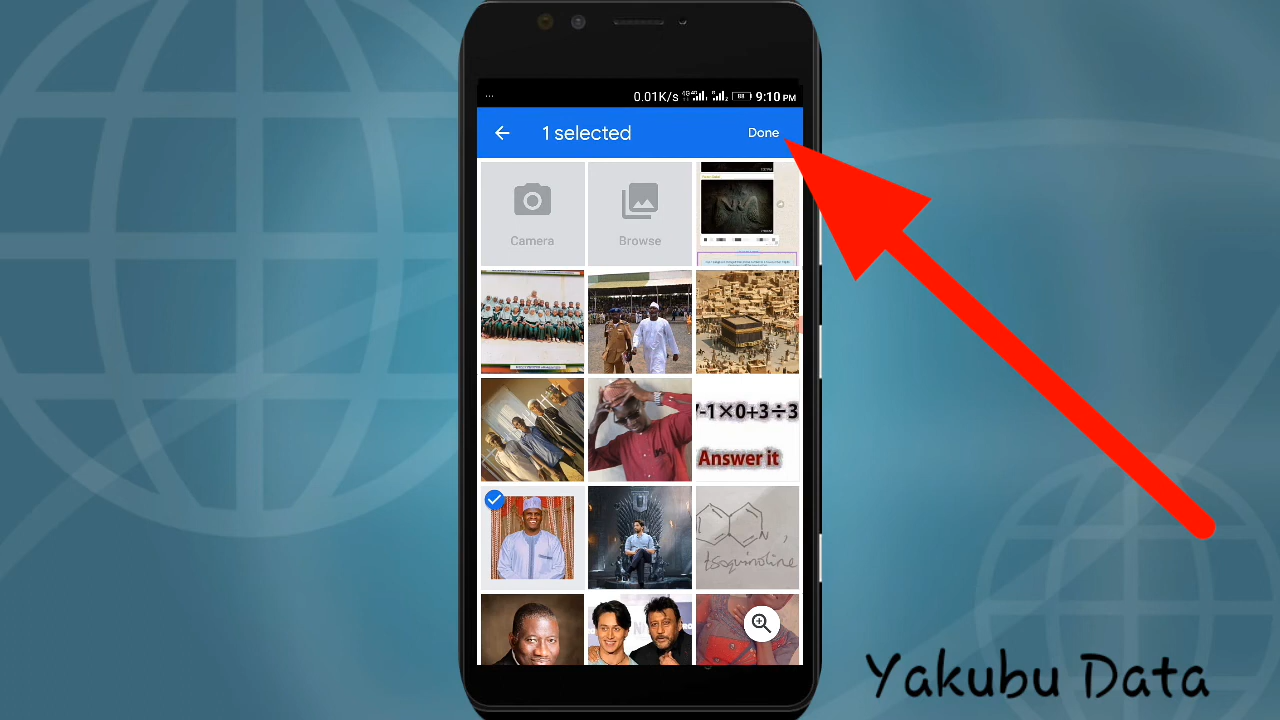 0.01K/s 9:10 PM
1 selected
Done
Camera
Browse
-1×0+3÷3
Answer it
Isoquinoline
N
Yakubu Data